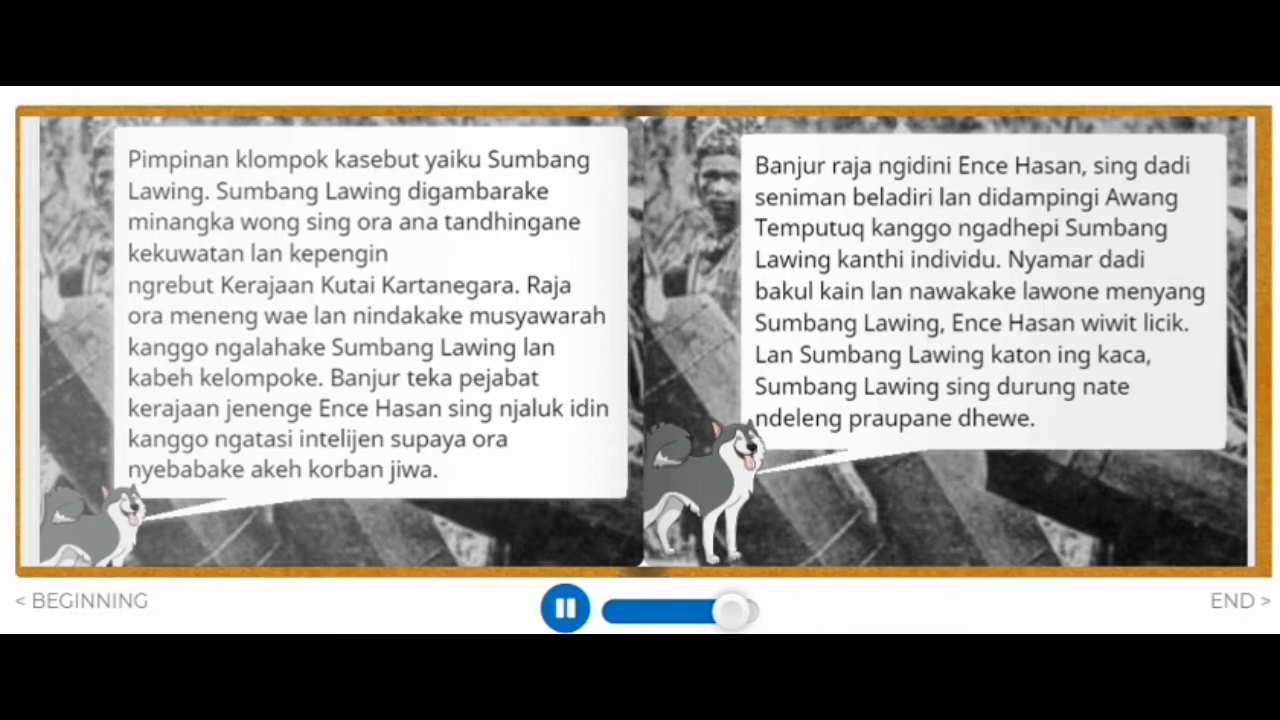 Pimpinan klompok kasebut yaiku Sumbang
Lawing. Sumbang Lawing digambarake
minangka wong sing ora ana tandhingane
kekuwatan lan kepengin
ngrebut Kerajaan Kutai Kartanegara. Raja
ora meneng wae lan nindakake musyawarah
kanggo ngalahake Sumbang Lawing lan
kabeh kelompoke. Banjur teka pejabat
kerajaan jenenge Ence Hasan sing njaluk idin
kanggo ngatasi intelijen supaya ora
nyebabake akeh korban jiwa.
Banjur raja ngidini Ence Hasan, sing dadi
seniman beladiri lan didampingi Awang
Temputuq kanggo ngadhepi Sumbang
Lawing kanthi individu. Nyamar dadi
bakul kain lan nawakake lawone menyang
Sumbang Lawing, Ence Hasan wiwit licik.
Lan Sumbang Lawing katon ing kaca,
Sumbang Lawing sing durung nate
ndeleng praupane dhewe.
< BEGINNING
END >